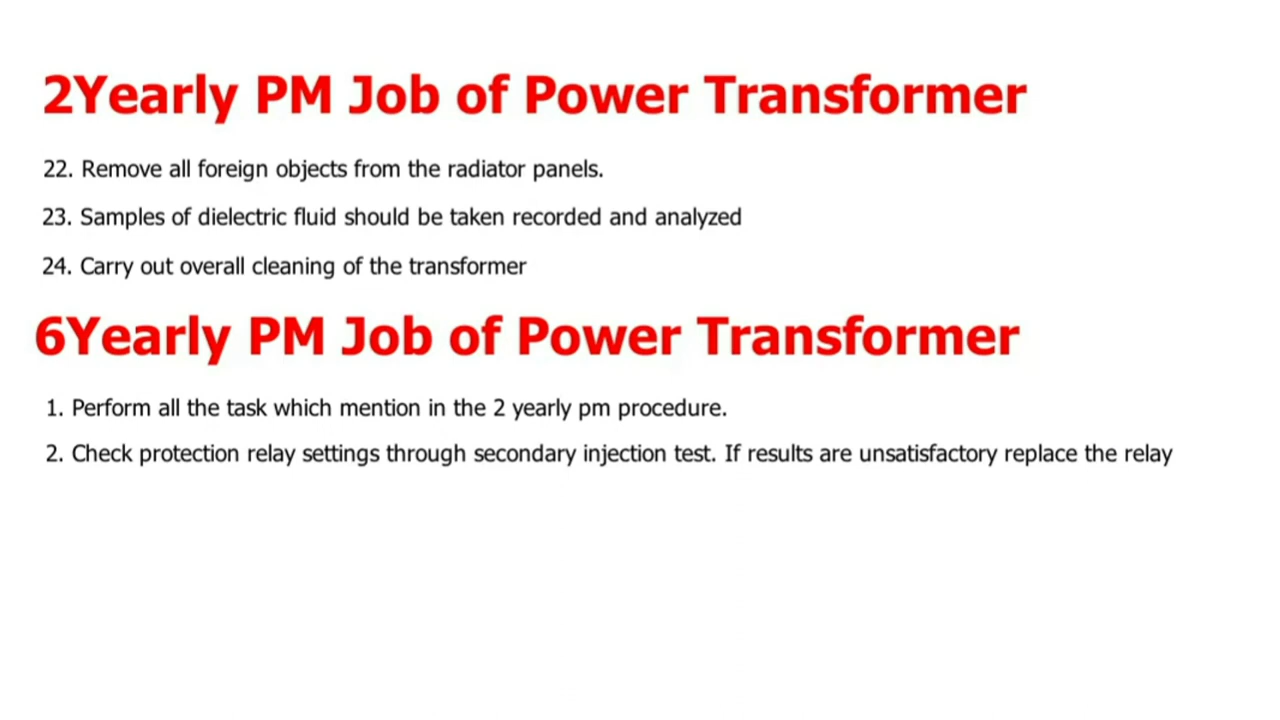 2Yearly PM Job of Power Transformer
22. Remove all foreign objects from the radiator panels.
23. Samples of dielectric fluid should be taken recorded and analyzed
24. Carry out overall cleaning of the transformer
6Yearly PM Job of Power Transformer
1. Perform all the task which mention in the 2 yearly pm procedure.
2. Check protection relay settings through secondary injection test. If results are unsatisfactory replace the relay